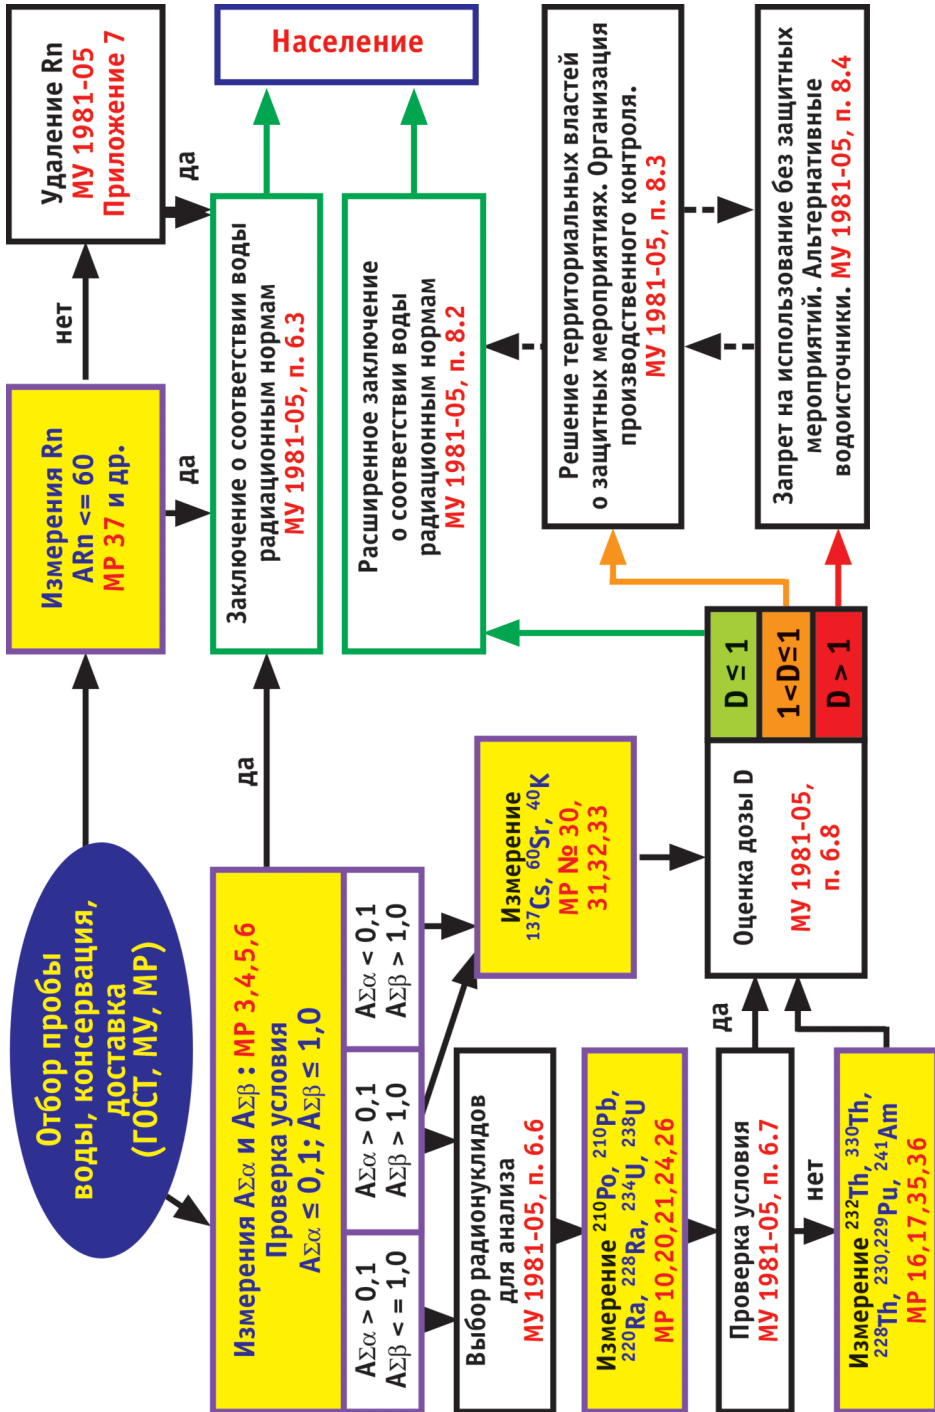 Отбор пробы
воды, консервация,
доставка
(ГОСТ, МУ, МР)
Измерения Rn
ARn <= 60
МР 37 и др.
нет
Удаление Rn
МУ 1981-05
Приложение 7
да
да
Измерения AΣα и AΣβ : МР 3,4,5,6
Проверка условия
AΣα ≤ 0,1; AΣβ ≤ 1,0
AΣα > 0,1
AΣβ <= 1,0
AΣα > 0,1
AΣβ > 1,0
AΣα < 0,1
AΣβ > 1,0
да
Заключение о соответствии воды
радиационным нормам
МУ 1981-05, п. 6.3
Население
Расширенное заключение
о соответствии воды
радиационным нормам
МУ 1981-05, п. 8.2
Выбор радионуклидов
для анализа
МУ 1981-05, п. 6.6
Измерение
¹³⁷Cs, ⁶⁰Sr, ⁴⁰K
МР № 30,
31,32,33
Измерение ²¹⁰Po, ²¹⁰Pb,
²²⁰Ra, ²²⁸Ra, ²³⁴U, ²³⁸U
МР 10,20,21,24,26
Решение территориальных властей
о защитных мероприятиях. Организация
производственного контроля.
МУ 1981-05, п. 8.3
Проверка условия
МУ 1981-05, п. 6.7
да
нет
Оценка дозы D
МУ 1981-05,
п. 6.8
D ≤ 1
1<D≤1
D > 1
Запрет на использование без защитных
мероприятий. Альтернативные
водоисточники. МУ 1981-05, п. 8.4
Измерение ²³²Th, ³³⁰Th,
²²⁸Th, ²³⁰,²²⁹Pu, ²⁴¹Am
МР 16,17,35,36